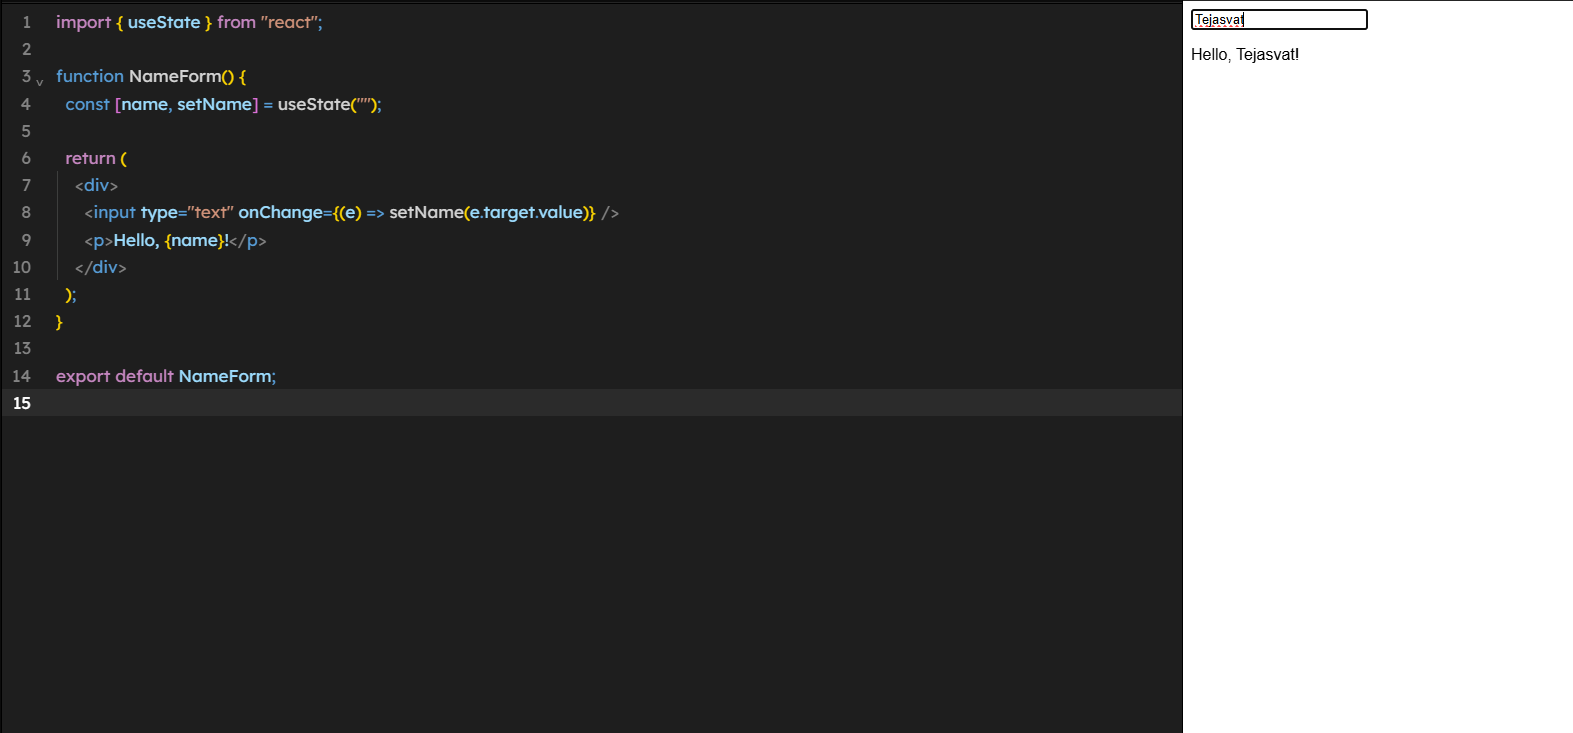 1 import { useState } from "react";
2
3 function NameForm() {
4 const [name, setName] = useState("");
5
6 return (
7 <div>
8 <input type="text" onChange={(e) => setName(e.target.value)} />
9 <p>Hello, {name}!</p>
10 </div>
11 );
12 }
13
14 export default NameForm;
15
Tejasvat
Hello, Tejasvat!